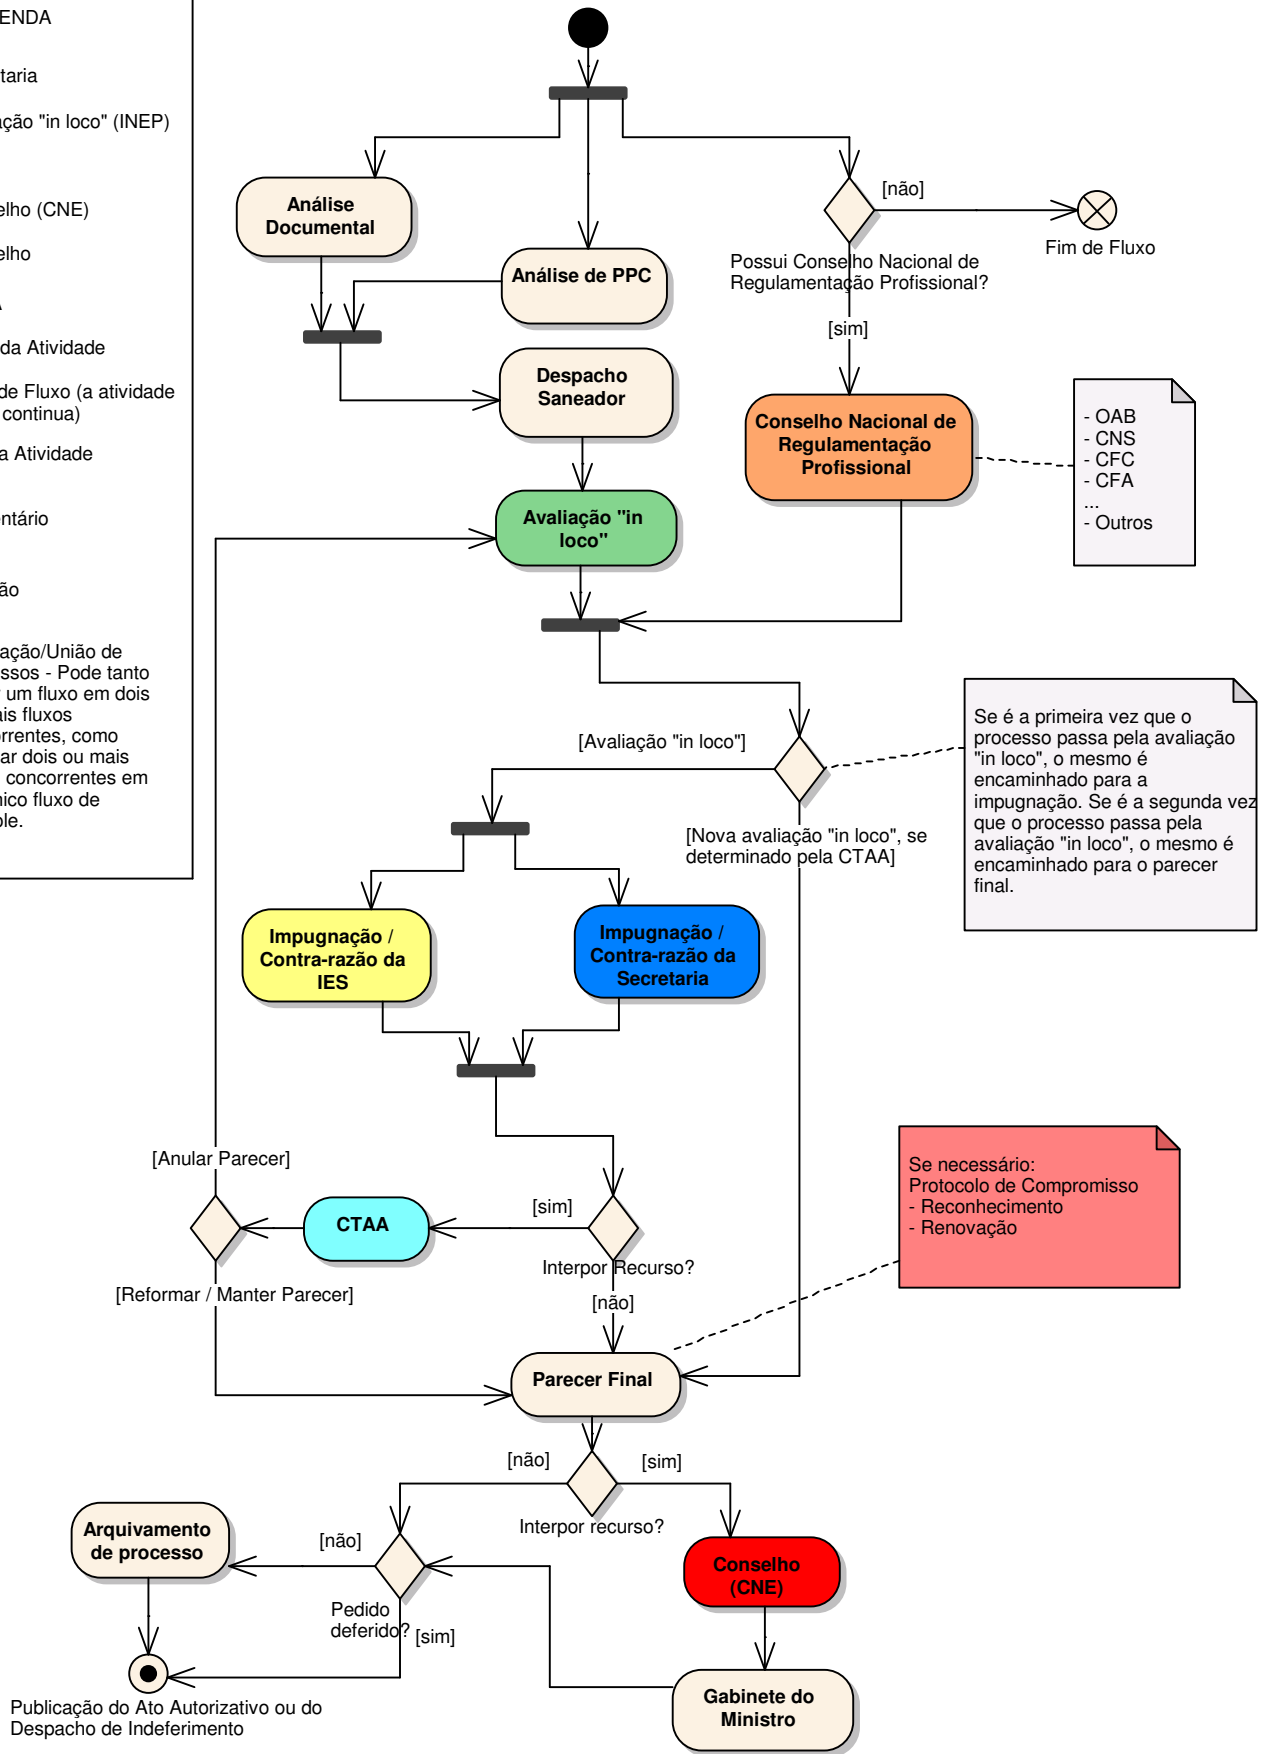 ENDA
taria
ção "in loco" (INEP)
elho (CNE)
elho
da Atividade
de Fluxo (a atividade
continua)
a Atividade
ntário
ão
ação/União de
ssos - Pode tanto
um fluxo em dois
ais fluxos
orrentes, como
ar dois ou mais
concorrentes em
nico fluxo de
ole.
Análise
Documental
Análise de PPC
[não]
Fim de Fluxo
Possui Conselho Nacional de
Regulamentação Profissional?
[sim]
Despacho
Saneador
Conselho Nacional de
Regulamentação
Profissional
- OAB
- CNS
- CFC
- CFA
...
- Outros
Avaliação "in
loco"
[Avaliação "in loco"]
Se é a primeira vez que o
processo passa pela avaliação
"in loco", o mesmo é
encaminhado para a
impugnação. Se é a segunda vez
que o processo passa pela
avaliação "in loco", o mesmo é
encaminhado para o parecer
final.
[Nova avaliação "in loco", se
determinado pela CTAA]
Impugnação /
Contra-razão da
IES
Impugnação /
Contra-razão da
Secretaria
[Anular Parecer]
CTAA
[sim]
Interpor Recurso?
[Reformar / Manter Parecer]
[não]
Se necessário:
Protocolo de Compromisso
- Reconhecimento
- Renovação
Parecer Final
[não]
[sim]
Interpor recurso?
Arquivamento
de processo
[não]
Pedido
deferido?
[sim]
Conselho
(CNE)
Gabinete do
Ministro
Publicação do Ato Autorizativo ou do
Despacho de Indeferimento